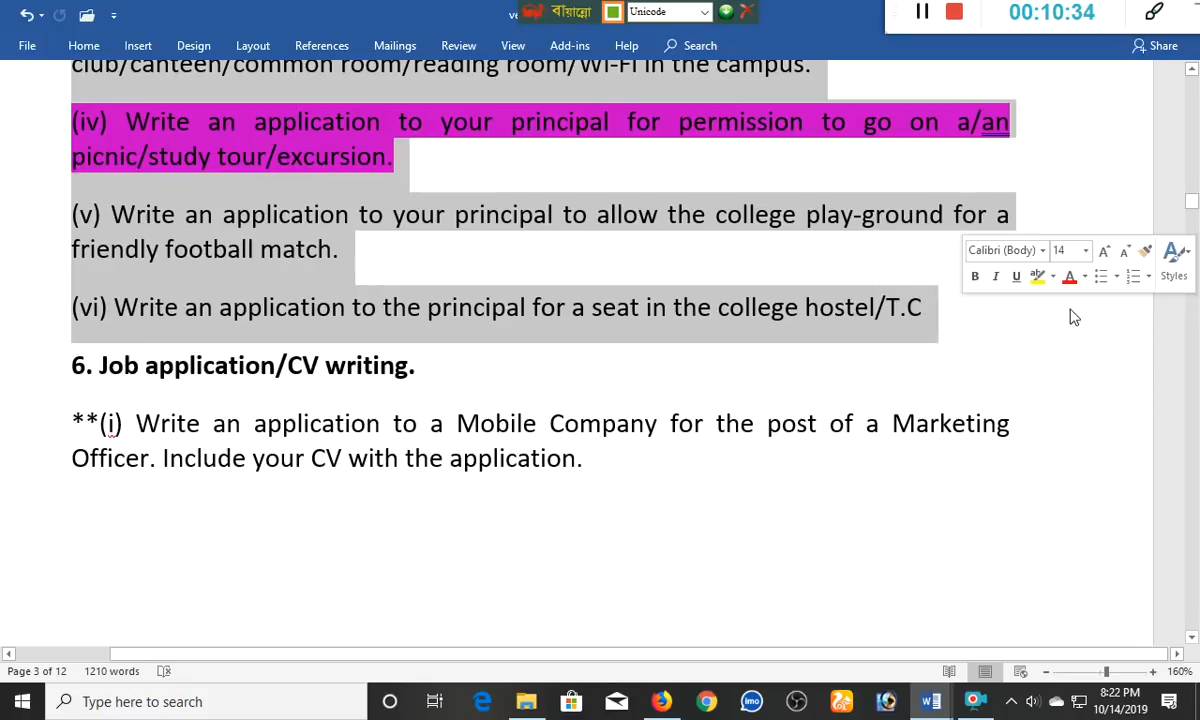 বায়ান্নো Unicode 00:10:34
File Home Insert Design Layout References Mailings Review View Add-ins Help Search Share
club/canteen/common room/reading room/Wi-Fi in the campus.
(iv) Write an application to your principal for permission to go on a/an
picnic/study tour/excursion.
(v) Write an application to your principal to allow the college play-ground for a
friendly football match.
Calibri (Body) 14
B I U Styles
(vi) Write an application to the principal for a seat in the college hostel/T.C
6. Job application/CV writing.
**(i) Write an application to a Mobile Company for the post of a Marketing
Officer. Include your CV with the application.
Page 3 of 12 1210 words 160%
Type here to search 8:22 PM
10/14/2019